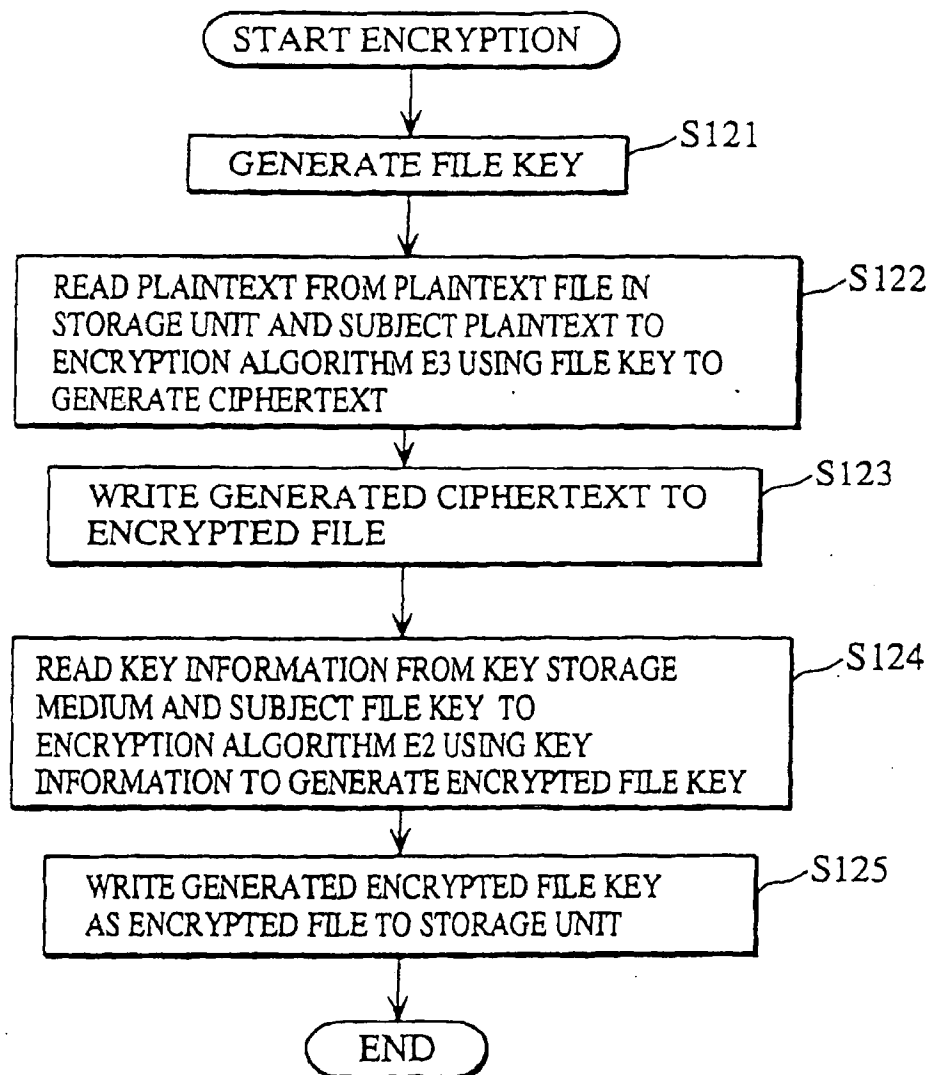 START ENCRYPTION
S121
GENERATE FILE KEY
S122
READ PLAINTEXT FROM PLAINTEXT FILE IN
STORAGE UNIT AND SUBJECT PLAINTEXT TO
ENCRYPTION ALGORITHM E3 USING FILE KEY TO
GENERATE CIPHERTEXT
S123
WRITE GENERATED CIPHERTEXT TO
ENCRYPTED FILE
S124
READ KEY INFORMATION FROM KEY STORAGE
MEDIUM AND SUBJECT FILE KEY TO
ENCRYPTION ALGORITHM E2 USING KEY
INFORMATION TO GENERATE ENCRYPTED FILE KEY
S125
WRITE GENERATED ENCRYPTED FILE KEY
AS ENCRYPTED FILE TO STORAGE UNIT
END